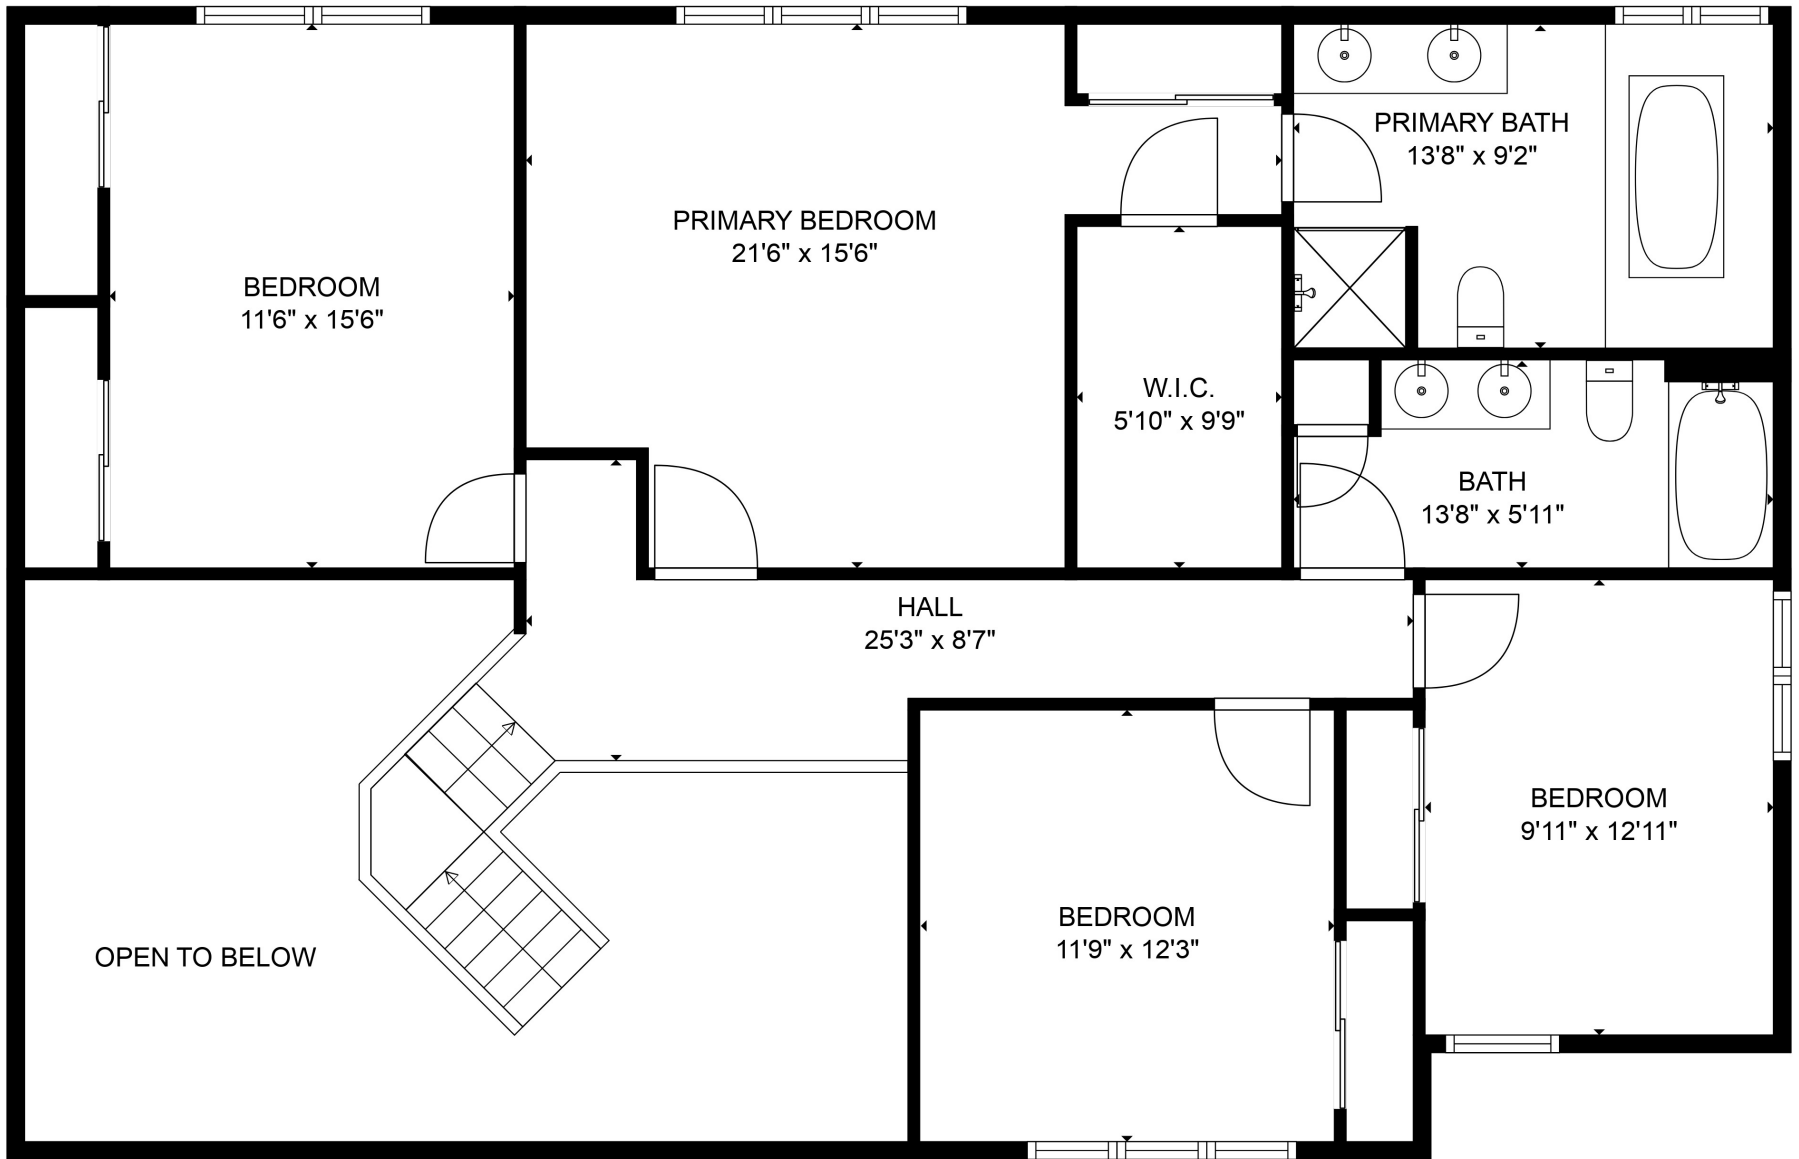 PRIMARY BATH
13'8" x 9'2"
PRIMARY BEDROOM
21'6" x 15'6"
BEDROOM
11'6" x 15'6"
W.I.C.
5'10" x 9'9"
BATH
13'8" x 5'11"
HALL
25'3" x 8'7"
BEDROOM
9'11" x 12'11"
BEDROOM
11'9" x 12'3"
OPEN TO BELOW